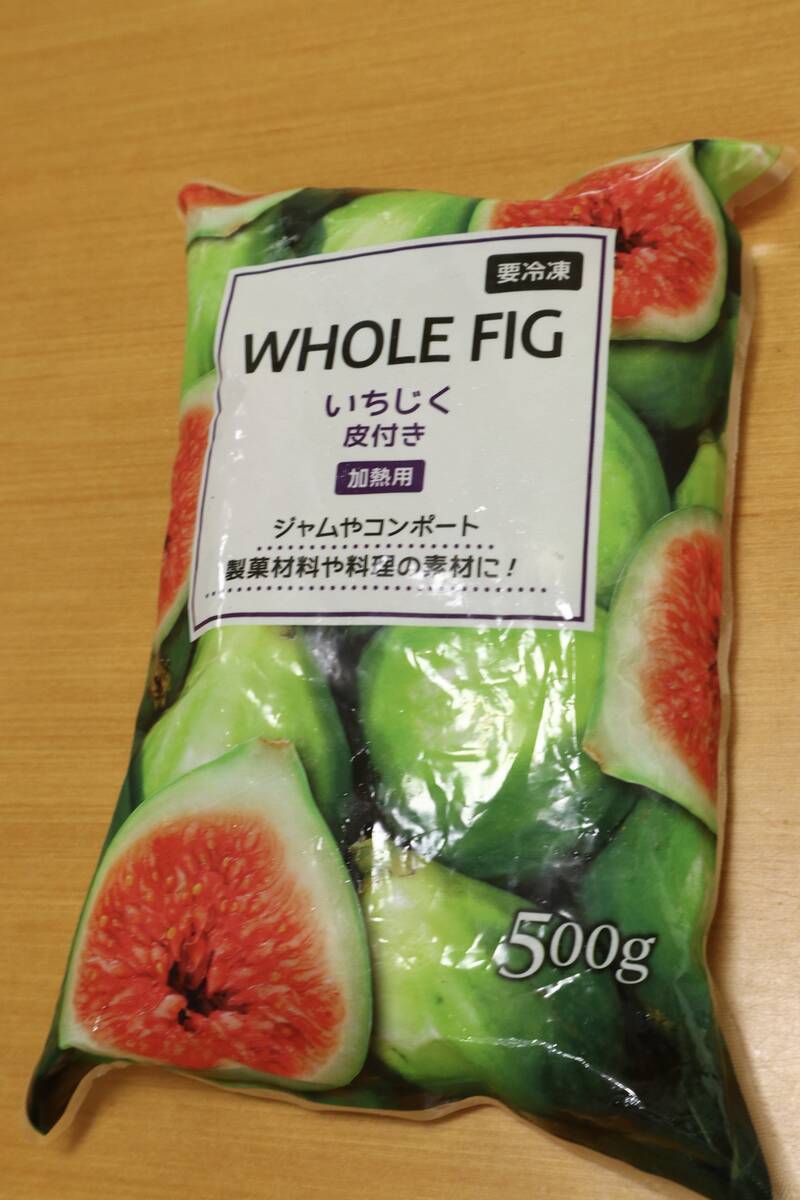 要冷凍
WHOLE FIG
いちじく
皮付き
加熱用
ジャムやコンポート
製菓材料や料理の素材に!
500g